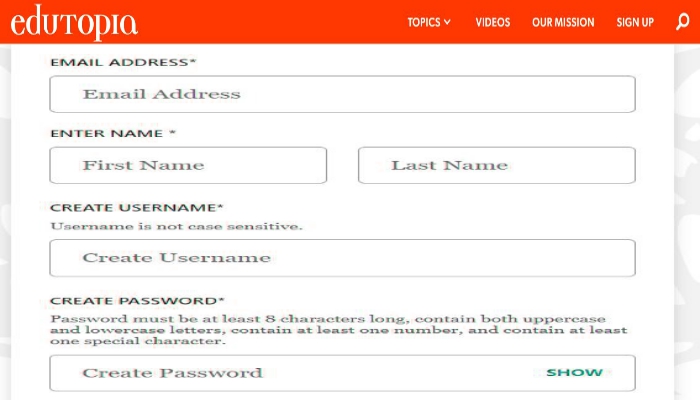 edutopia
TOPICS VIDEOS OUR MISSION SIGN UP
EMAIL ADDRESS*
Email Address
ENTER NAME *
First Name Last Name
CREATE USERNAME*
Username is not case sensitive.
Create Username
CREATE PASSWORD*
Password must be at least 8 characters long, contain both uppercase
and lowercase letters, contain at least one number, and contain at least
one special character.
Create Password SHOW